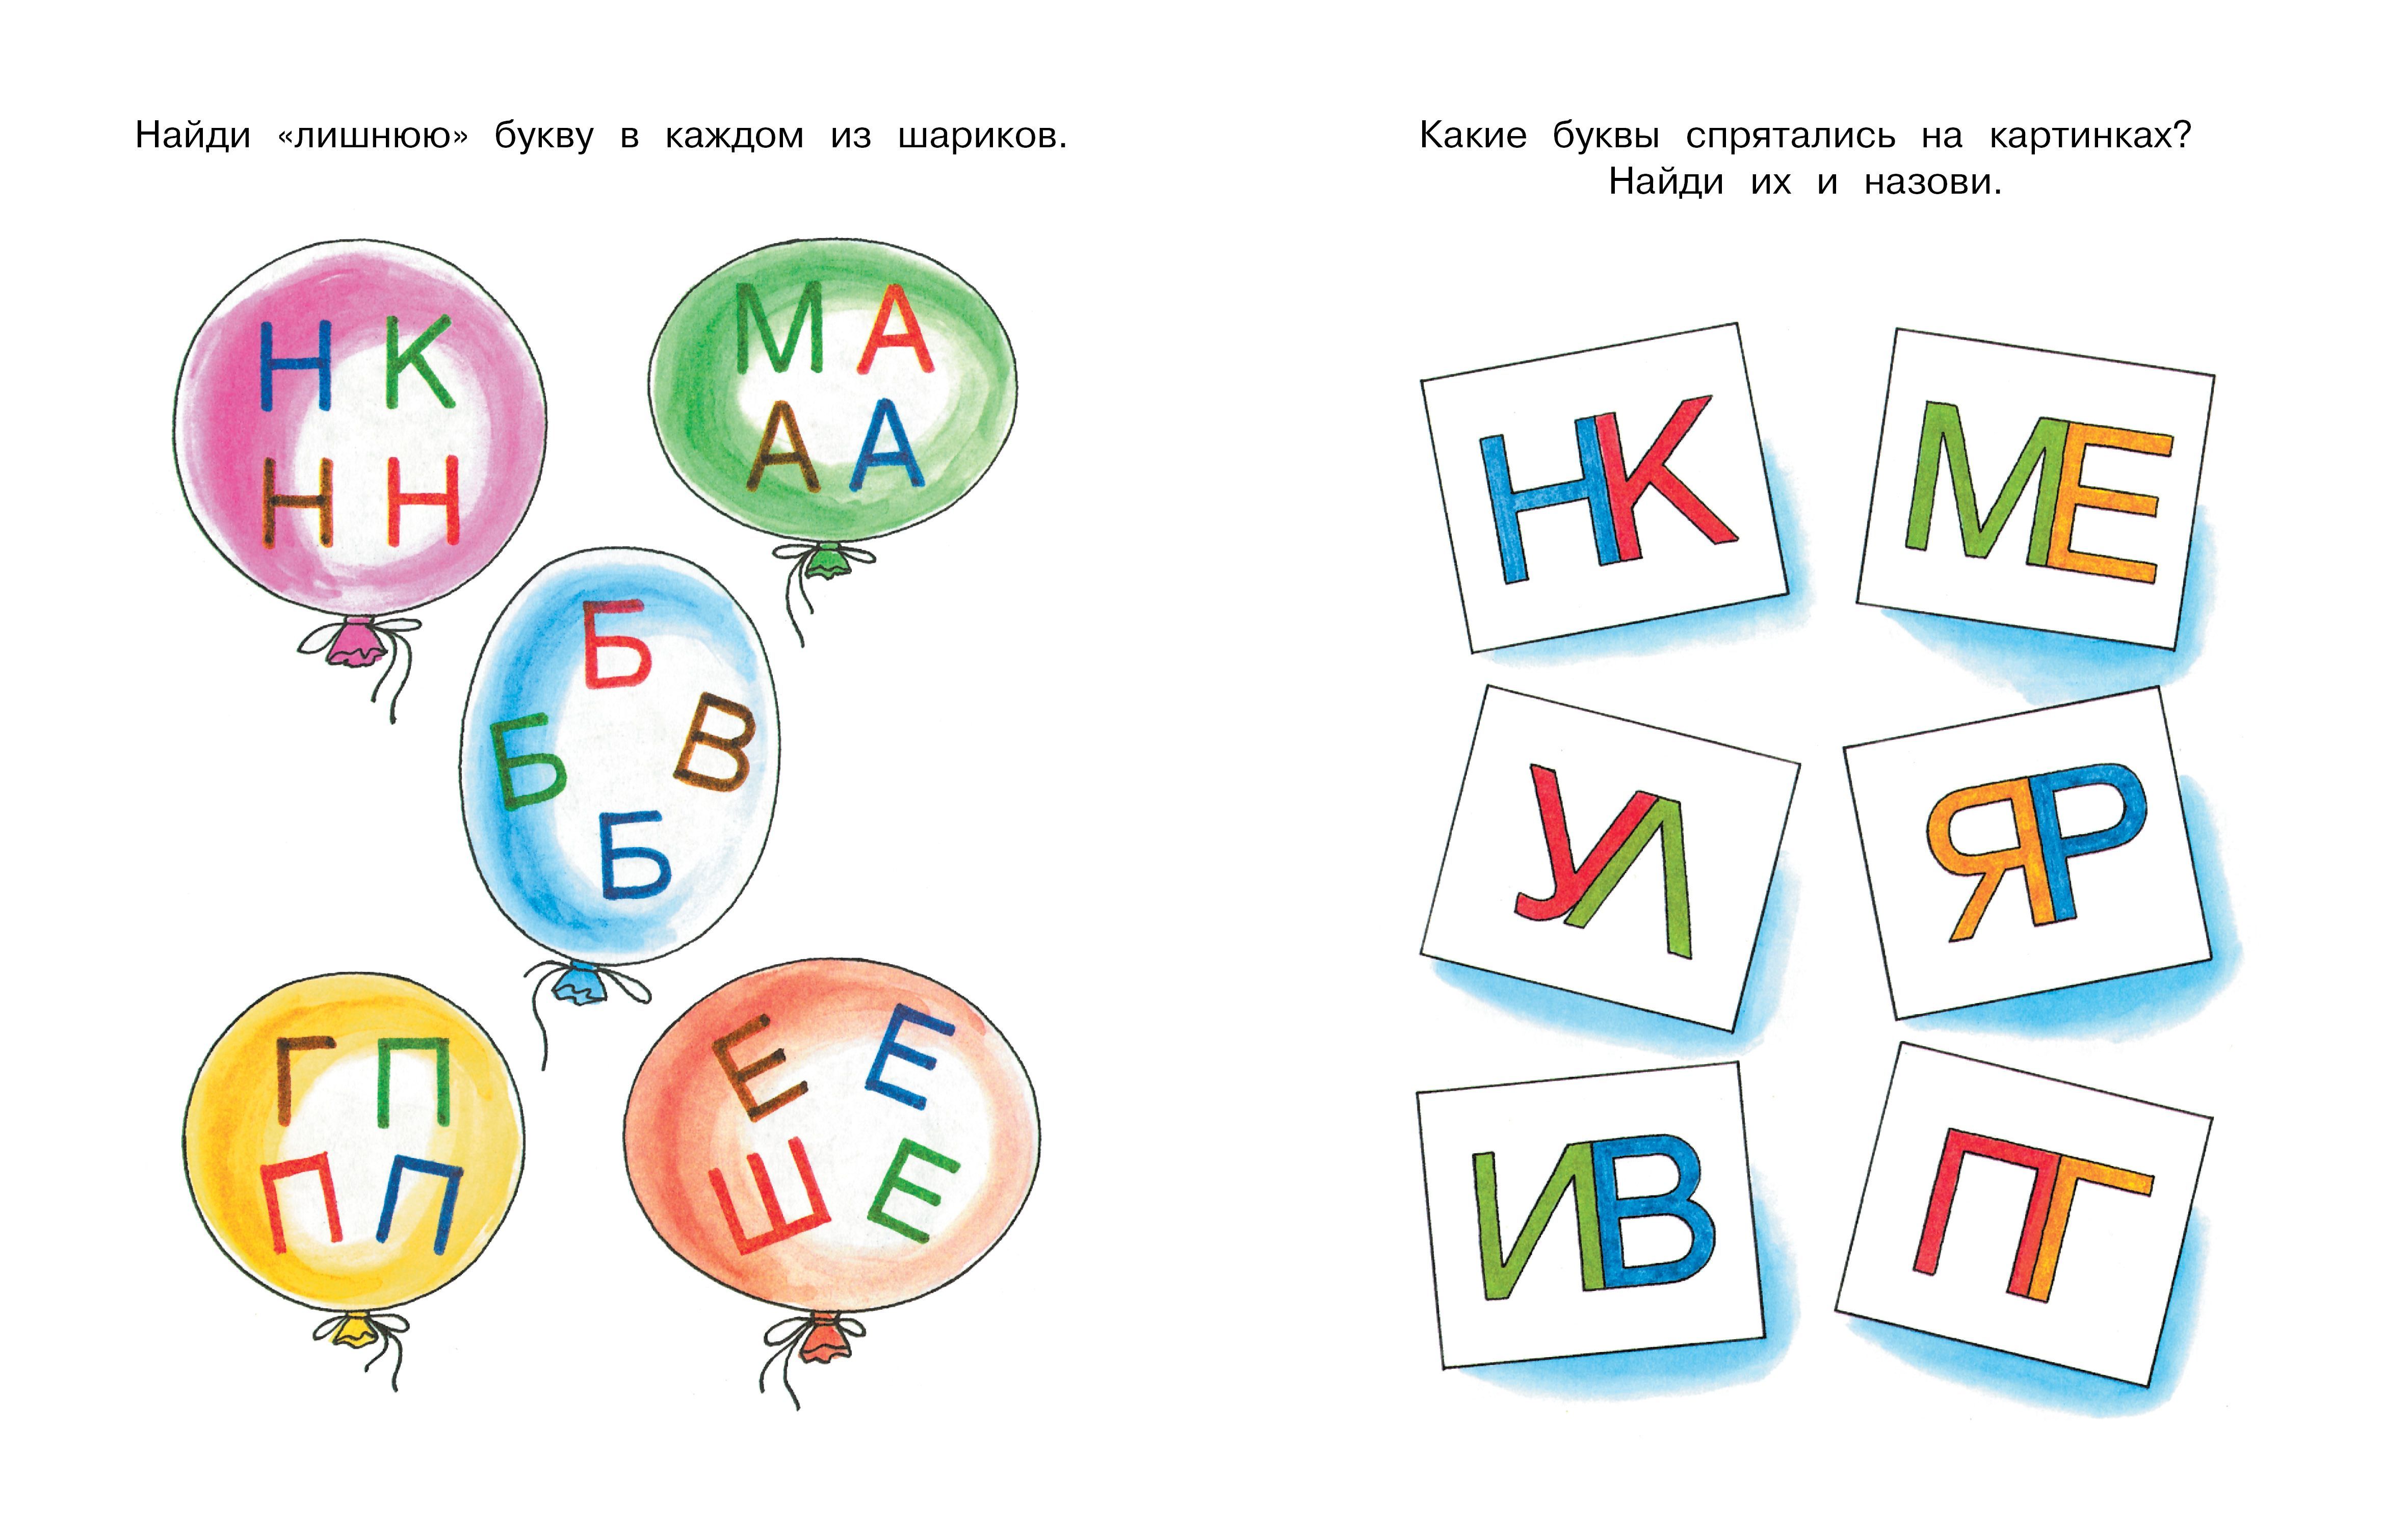 Найди «лишнюю» букву в каждом из шариков.
Н К
Н Н
М А
А А
Б
Б В
Б
Г П
П П
Е Е
Ш Е
Какие буквы спрятались на картинках?
Найди их и назови.
НК
МЕ
УЛ
ЯР
ИВ
ПГ